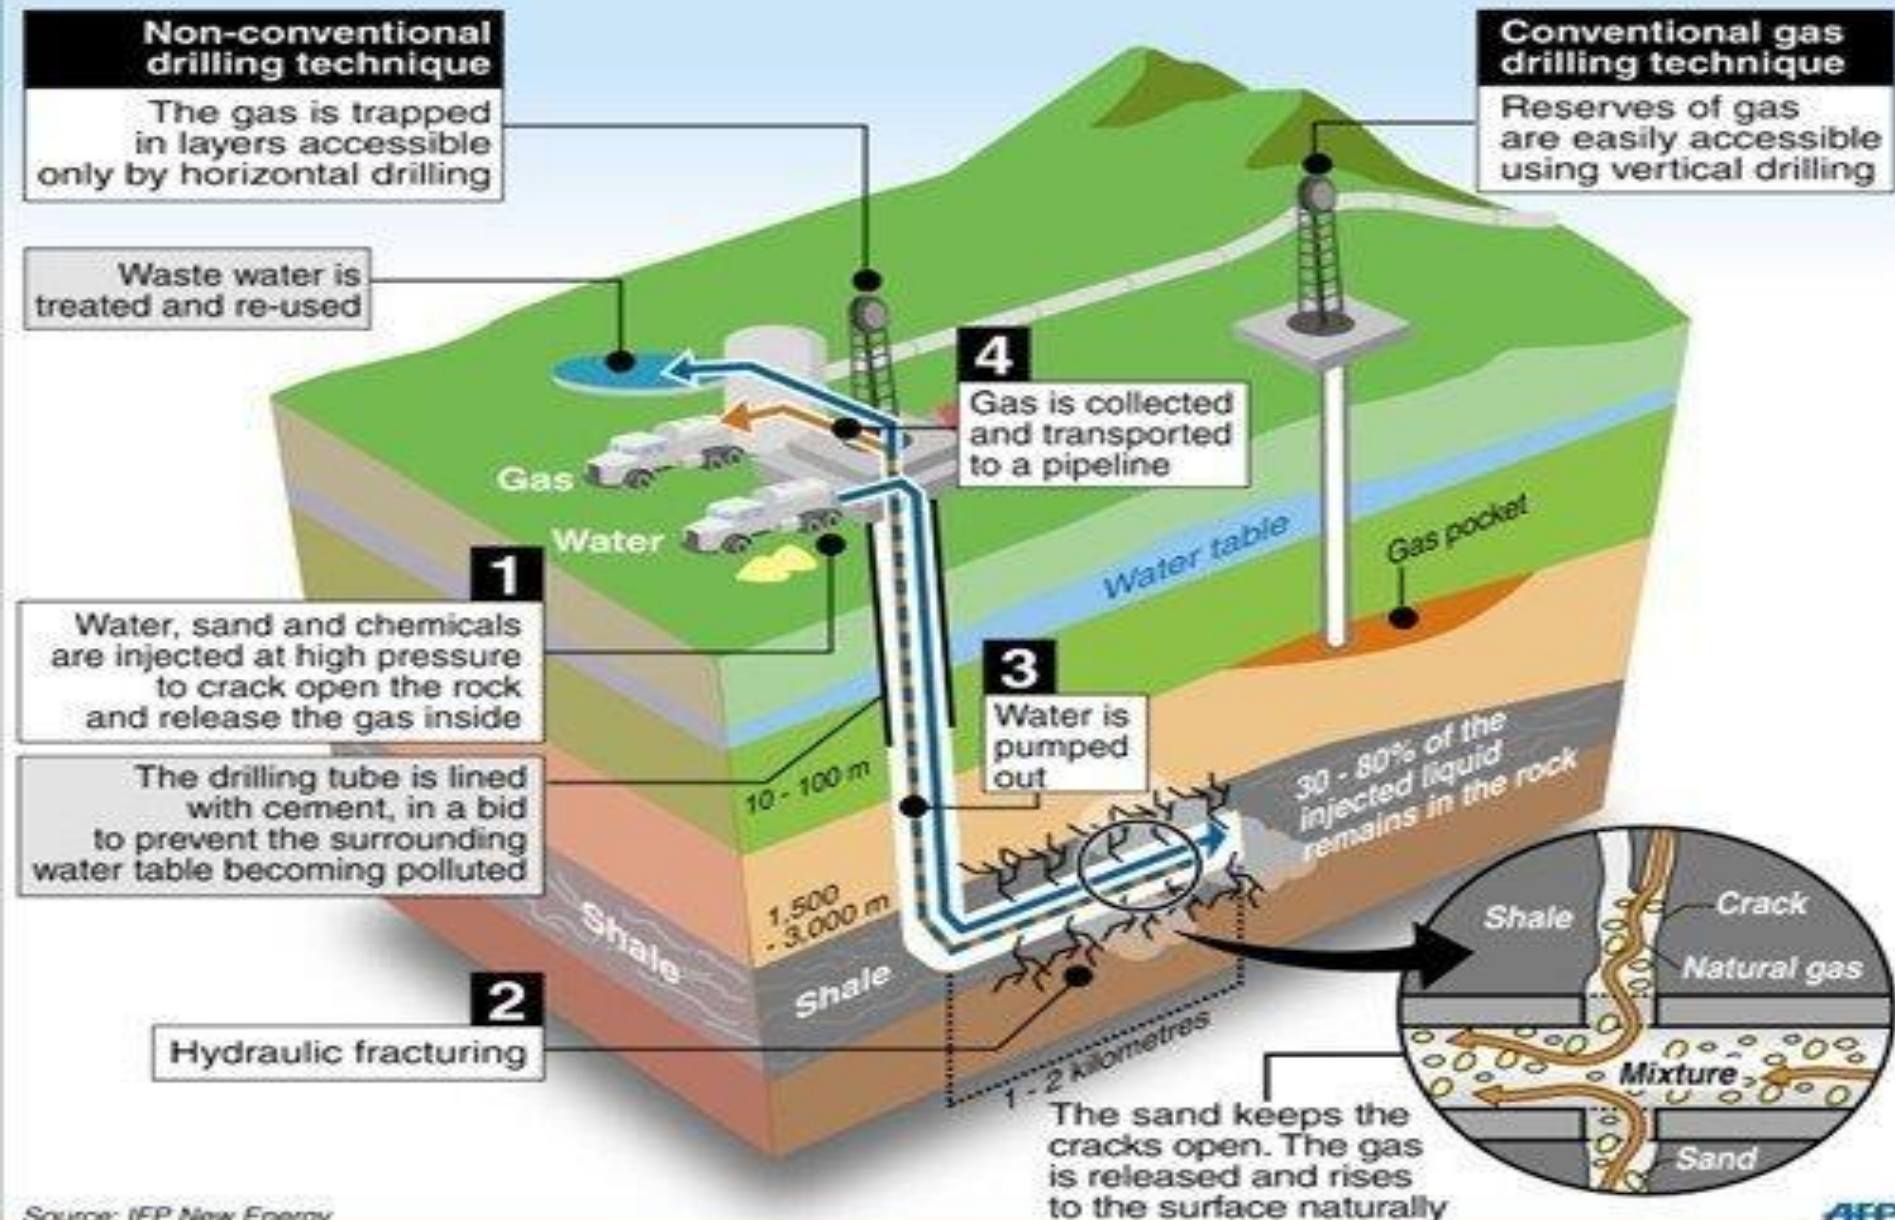 Non-conventional
drilling technique
The gas is trapped
in layers accessible
only by horizontal drilling
Conventional gas
drilling technique
Reserves of gas
are easily accessible
using vertical drilling
Waste water is
treated and re-used
4
Gas is collected
and transported
to a pipeline
Gas
Water
Water table
Gas pocket
1
Water, sand and chemicals
are injected at high pressure
to crack open the rock
and release the gas inside
The drilling tube is lined
with cement, in a bid
to prevent the surrounding
water table becoming polluted
10 - 100 m
3
Water is
pumped
out
30 - 80% of the
injected liquid
remains in the rock
1,500
- 3,000 m
Shale
Shale
2
Hydraulic fracturing
1 - 2 kilometres
Shale
Crack
Natural gas
Mixture
Sand
The sand keeps the
cracks open. The gas
is released and rises
to the surface naturally
Source: IFP New Energy
AFP